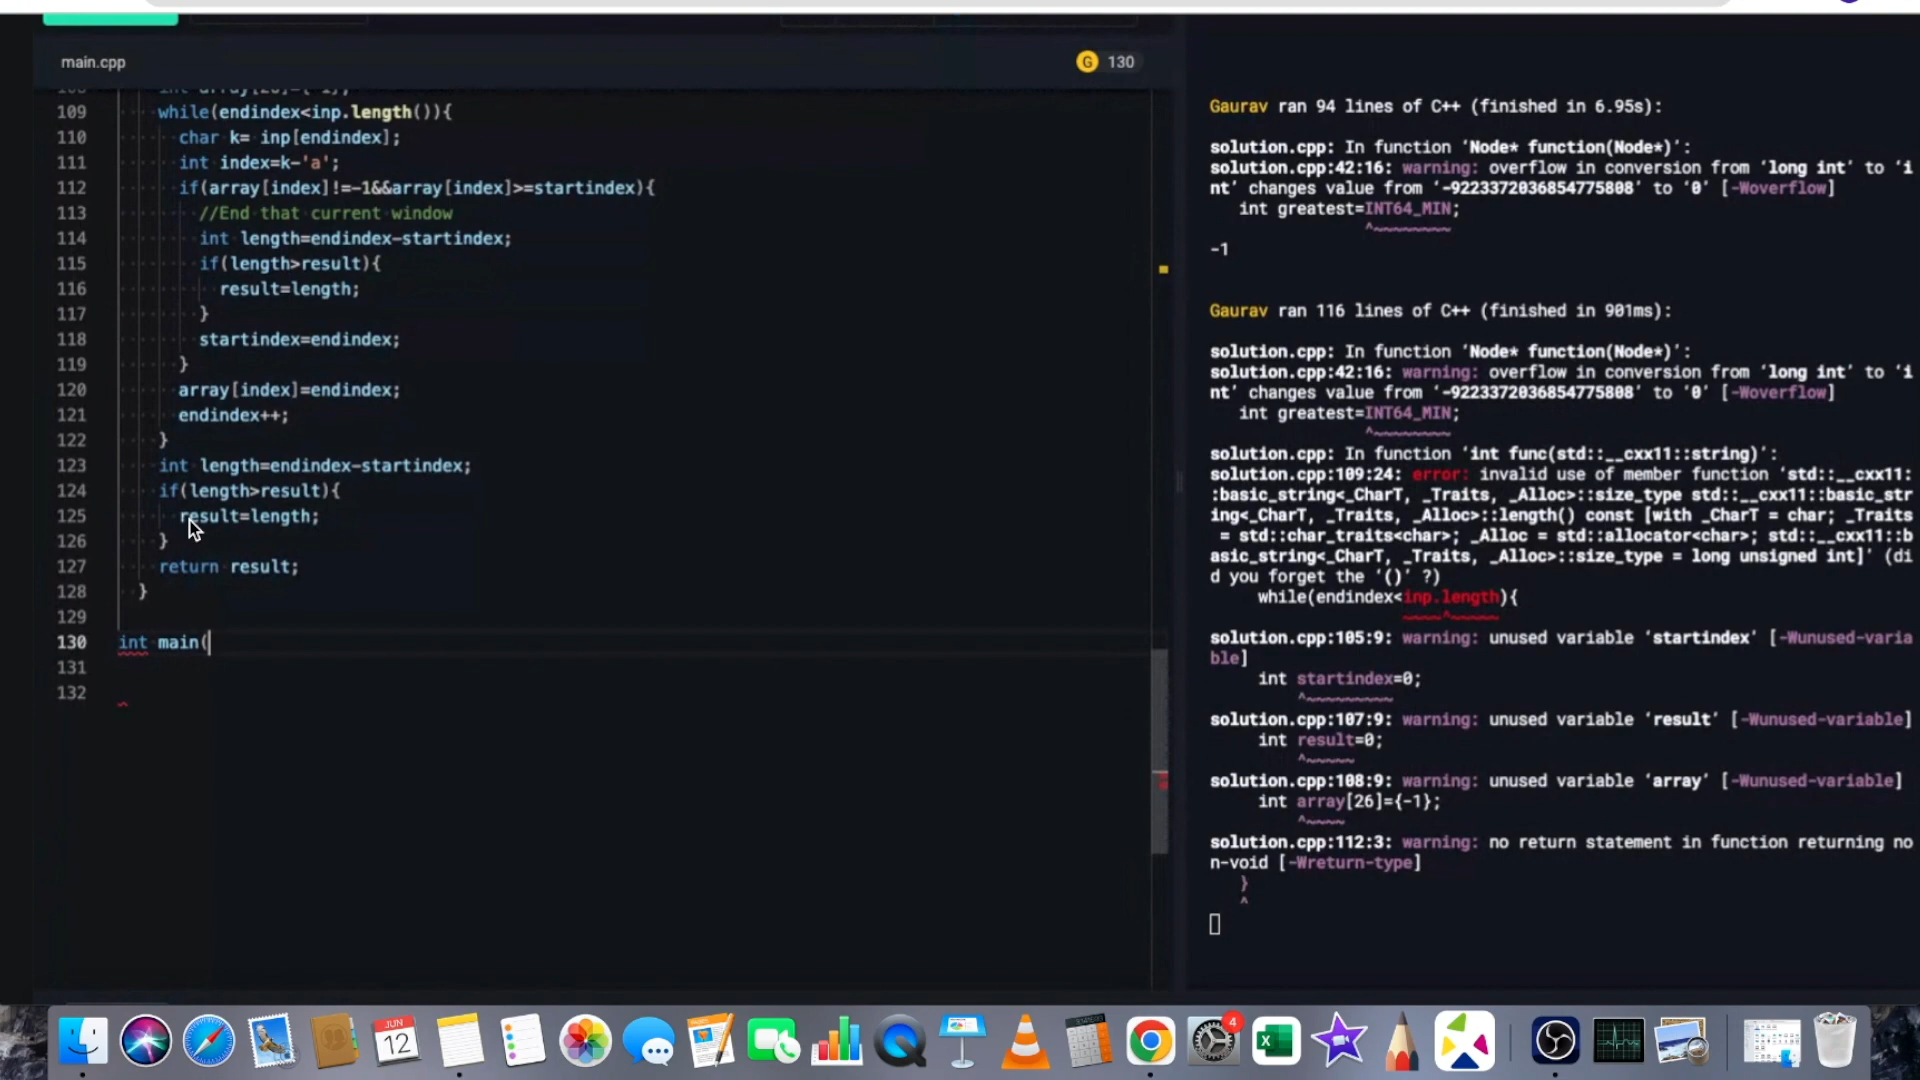 main.cpp
G 130
109 while(endindex<inp.length()){
110 char k= inp[endindex];
111 int index=k-'a';
112 if(array[index]!=-1&&array[index]>=startindex){
113 //End that current window
114 int length=endindex-startindex;
115 if(length>result){
116 result=length;
117 }
118 startindex=endindex;
119 }
120 array[index]=endindex;
121 endindex++;
122 }
123 int length=endindex-startindex;
124 if(length>result){
125 result=length;
126 }
127 return result;
128 }
129
130 int main(
131
132
Gaurav ran 94 lines of C++ (finished in 6.95s):
solution.cpp: In function 'Node* function(Node*)':
solution.cpp:42:16: warning: overflow in conversion from 'long int' to 'i
nt' changes value from '-9223372036854775808' to '0' [-Woverflow]
int greatest=INT64_MIN;
^~~~~~~~~
-1
Gaurav ran 116 lines of C++ (finished in 901ms):
solution.cpp: In function 'Node* function(Node*)':
solution.cpp:42:16: warning: overflow in conversion from 'long int' to 'i
nt' changes value from '-9223372036854775808' to '0' [-Woverflow]
int greatest=INT64_MIN;
^~~~~~~~~
solution.cpp: In function 'int func(std::__cxx11::string)':
solution.cpp:109:24: error: invalid use of member function 'std::__cxx11:
:basic_string<_CharT, _Traits, _Alloc>::size_type std::__cxx11::basic_str
ing<_CharT, _Traits, _Alloc>::length() const [with _CharT = char; _Traits
= std::char_traits<char>; _Alloc = std::allocator<char>; std::__cxx11::b
asic_string<_CharT, _Traits, _Alloc>::size_type = long unsigned int]' (di
d you forget the '()' ?)
while(endindex<inp.length){
~~~~^~~~~~
solution.cpp:105:9: warning: unused variable 'startindex' [-Wunused-varia
ble]
int startindex=0;
^~~~~~~~~~
solution.cpp:107:9: warning: unused variable 'result' [-Wunused-variable]
int result=0;
^~~~~~
solution.cpp:108:9: warning: unused variable 'array' [-Wunused-variable]
int array[26]={-1};
^~~~~
solution.cpp:112:3: warning: no return statement in function returning no
n-void [-Wreturn-type]
}
^
JUN
12
4